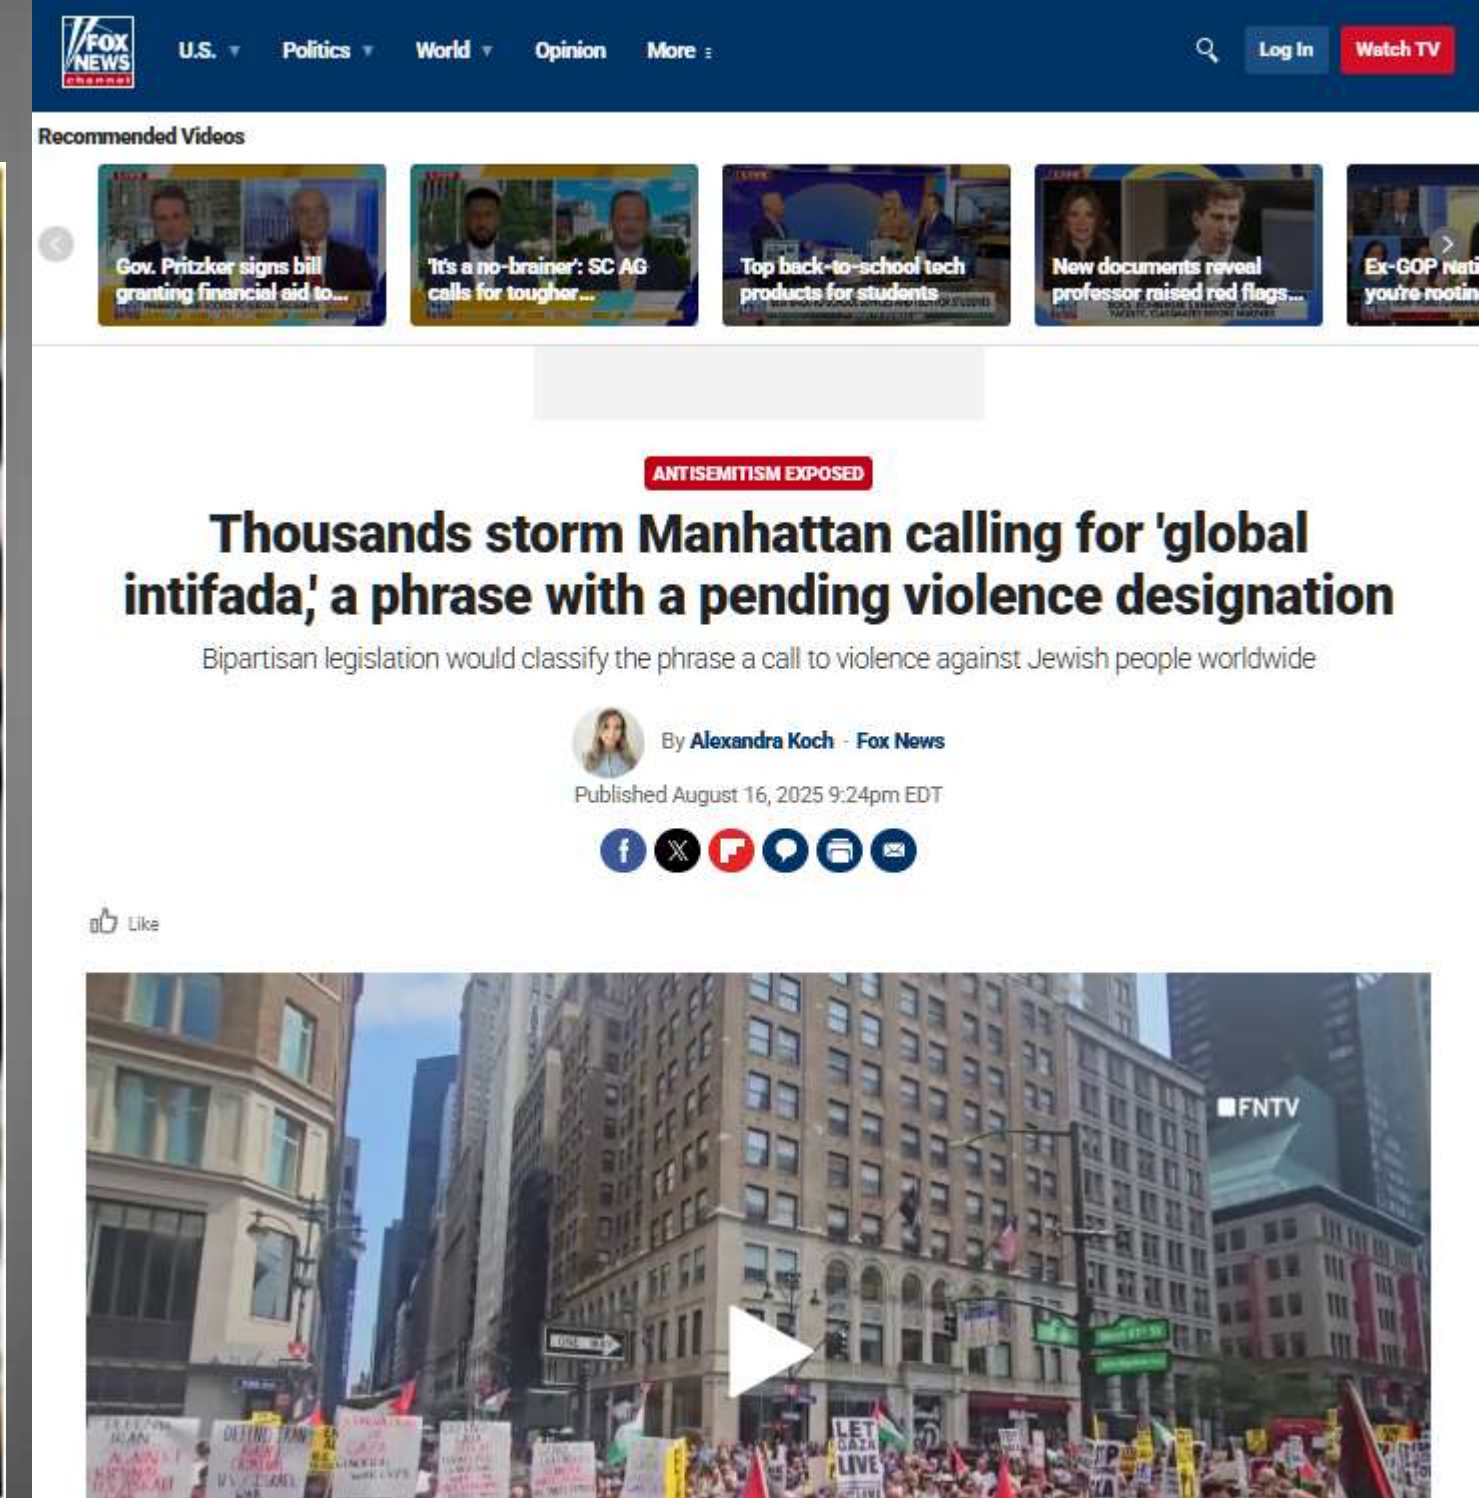 FOX
NEWS
channel
U.S. Politics World Opinion More
Log In Watch TV
Recommended Videos
Gov. Pritzker signs bill
granting financial aid to...
'It's a no-brainer': SC AG
calls for tougher...
Top back-to-school tech
products for students
New documents reveal
professor raised red flags...
Ex-GOP
you're
ANTISEMITISM EXPOSED
Thousands storm Manhattan calling for 'global
intifada,' a phrase with a pending violence designation
Bipartisan legislation would classify the phrase a call to violence against Jewish people worldwide
By Alexandra Koch - Fox News
Published August 16, 2025 9:24pm EDT
f X
Like
FNTV
ONE WAY
DEFEND IRAN
LET
GAZA
LIVE